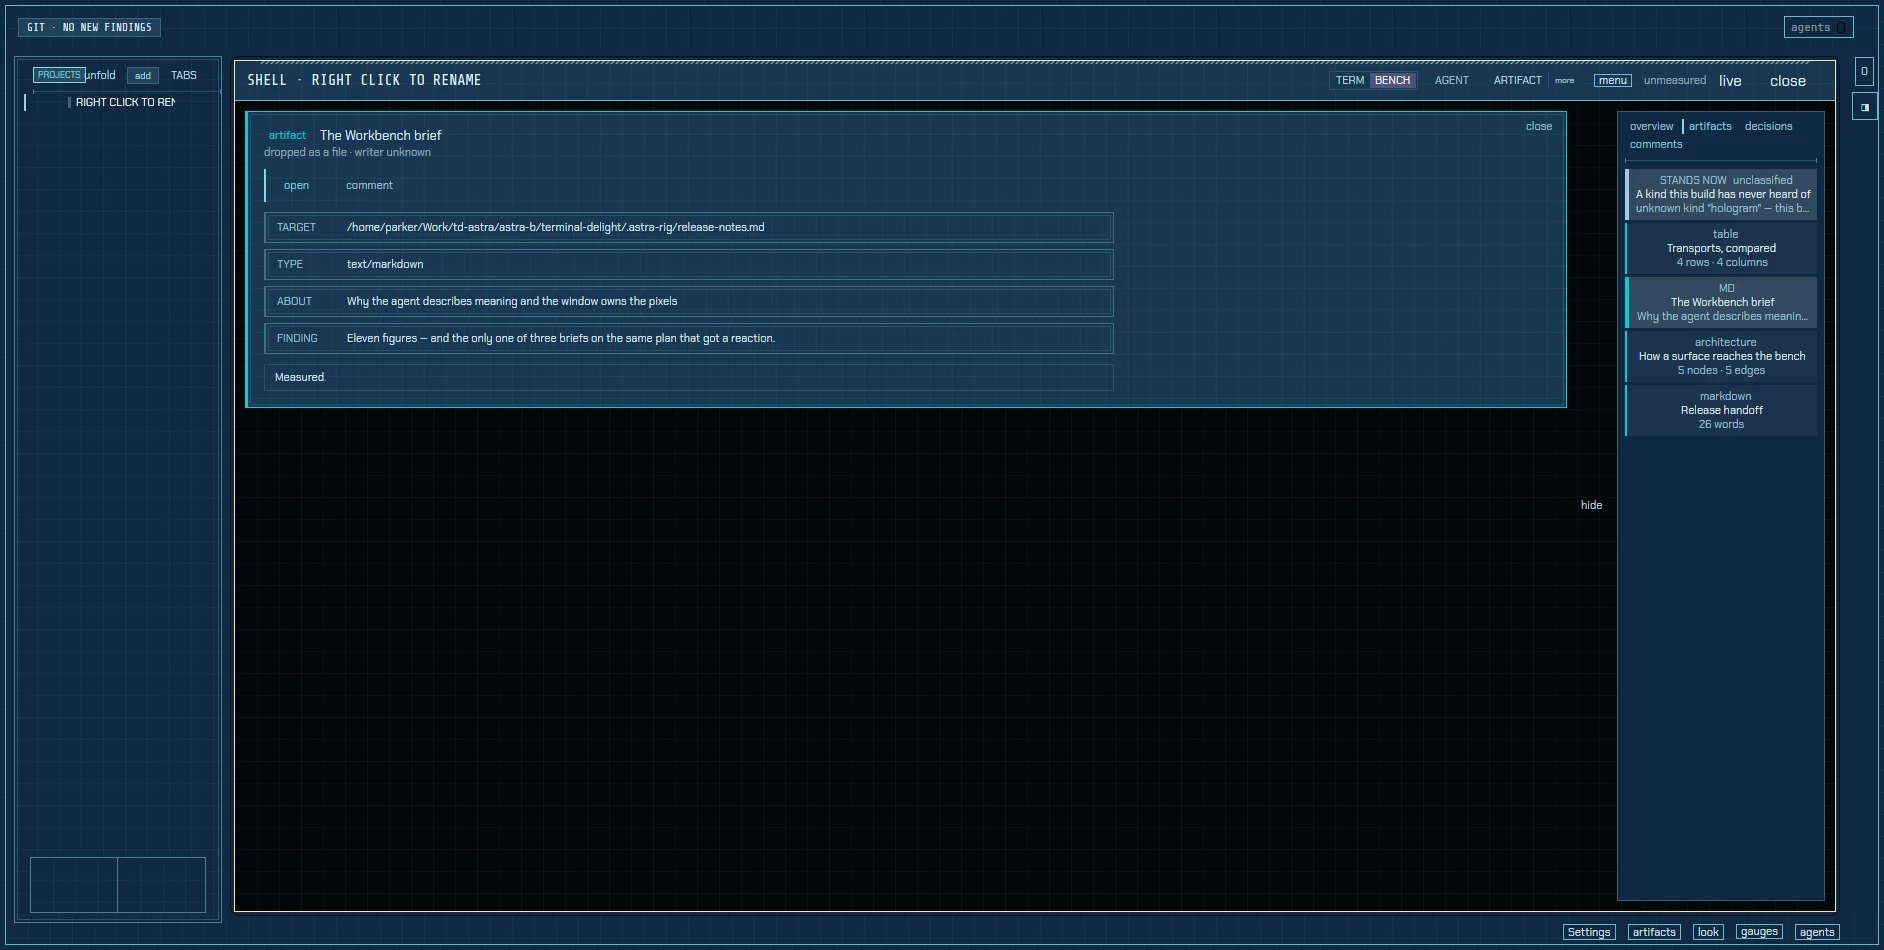 GIT · NO NEW FINDINGS
agents
PROJECTS unfold add TABS
RIGHT CLICK TO REN
SHELL · RIGHT CLICK TO RENAME
TERM BENCH AGENT ARTIFACT more menu unmeasured live close
artifact The Workbench brief
close
dropped as a file · writer unknown
open comment
TARGET /home/parker/Work/td-astra/astra-b/terminal-delight/.astra-rig/release-notes.md
TYPE text/markdown
ABOUT Why the agent describes meaning and the window owns the pixels
FINDING Eleven figures — and the only one of three briefs on the same plan that got a reaction.
Measured.
hide
overview artifacts decisions
comments
STANDS NOW unclassified
A kind this build has never heard of
unknown kind "hologram" — this b...
table
Transports, compared
4 rows · 4 columns
MD
The Workbench brief
Why the agent describes meanin...
architecture
How a surface reaches the bench
5 nodes · 5 edges
markdown
Release handoff
26 words
Settings artifacts look gauges agents